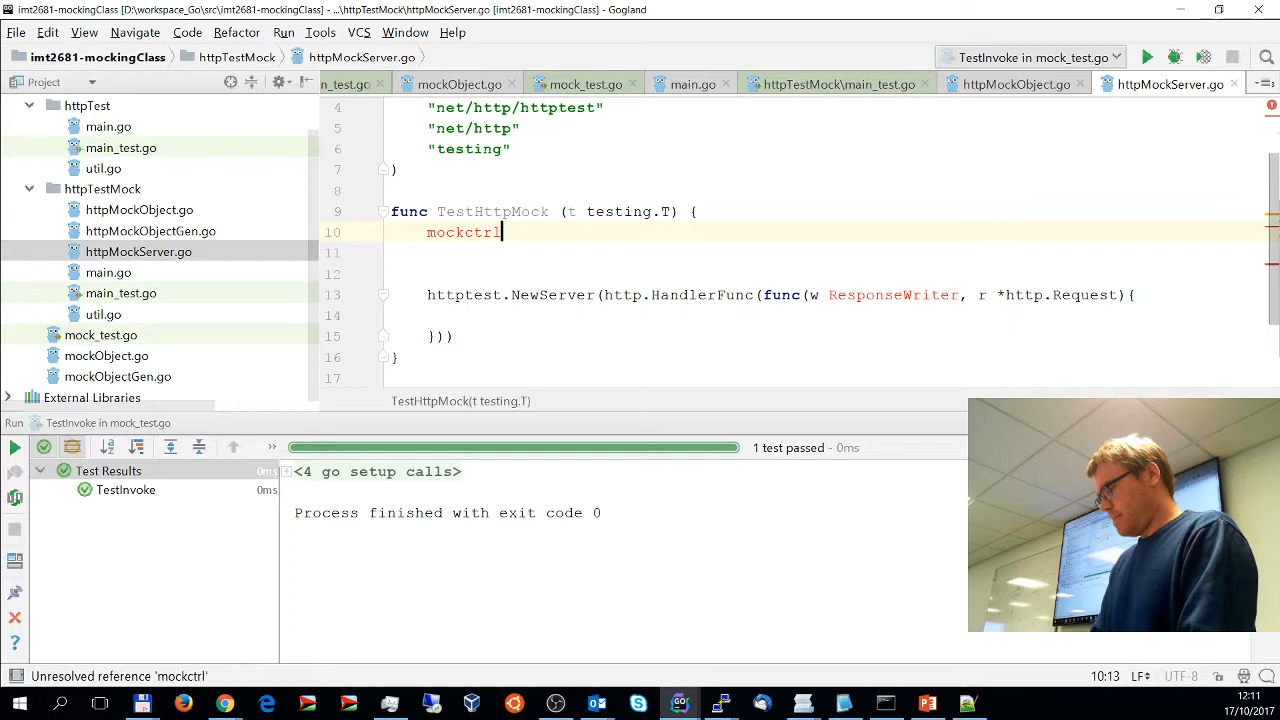 imt2681-mockingClass [D:\workspace_Go\src\imt2681-mockingClass] - ...\httpTestMock\httpMockServer.go [imt2681-mockingClass] - Gogland
File Edit View Navigate Code Refactor Run Tools VCS Window Help
imt2681-mockingClass httpTestMock httpMockServer.go TestInvoke in mock_test.go
Project n_test.go mockObject.go mock_test.go main.go httpTestMock\main_test.go httpMockObject.go httpMockServer.go
httpTest
main.go
main_test.go
util.go
httpTestMock
httpMockObject.go
httpMockObjectGen.go
httpMockServer.go
main.go
main_test.go
util.go
mock_test.go
mockObject.go
mockObjectGen.go
External Libraries
4 "net/http/httptest"
5 "net/http"
6 "testing"
7 )
8
9 func TestHttpMock (t testing.T) {
10 mockctrl
11
12
13 httptest.NewServer(http.HandlerFunc(func(w ResponseWriter, r *http.Request){
14
15 }))
16 }
17
TestHttpMock(t testing.T)
Run TestInvoke in mock_test.go
1 test passed - 0ms
Test Results 0ms
TestInvoke 0ms
<4 go setup calls>
Process finished with exit code 0
Unresolved reference 'mockctrl' 10:13 LF UTF-8
12:11
17/10/2017